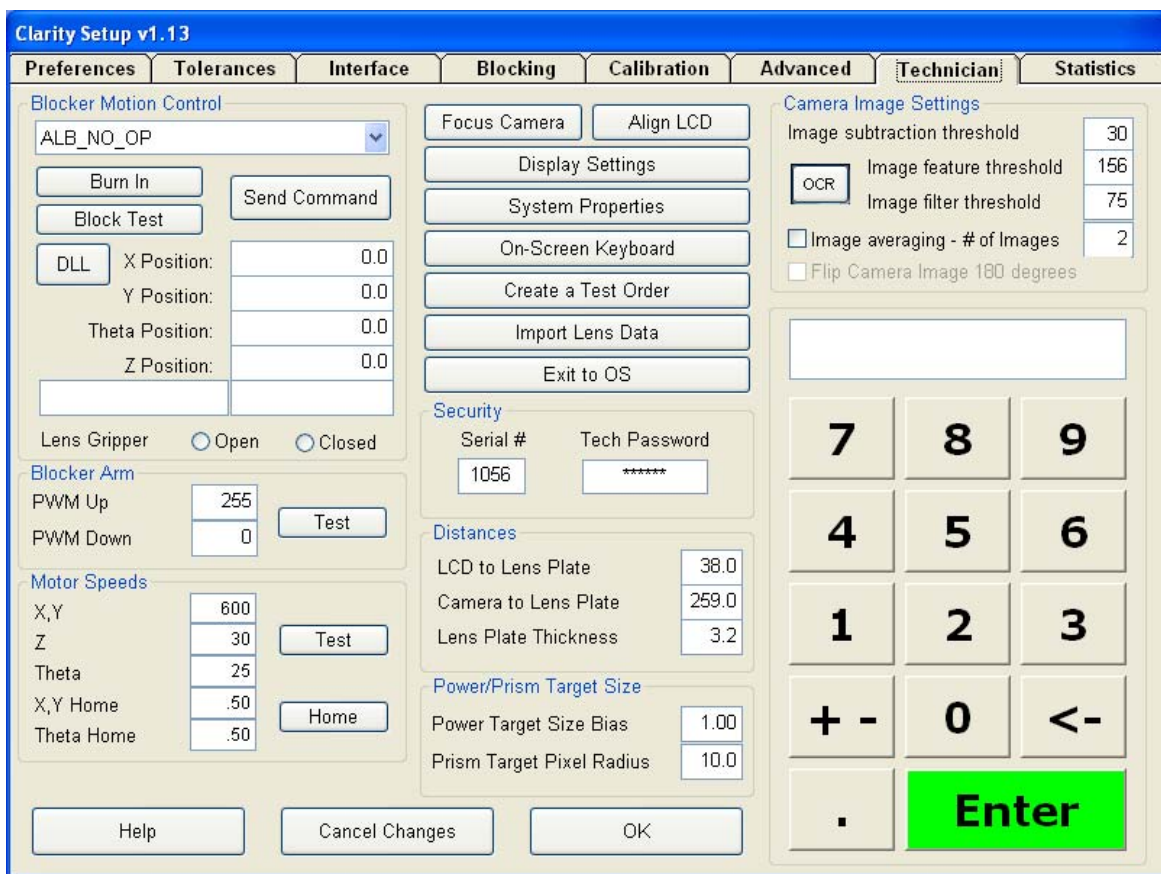 Clarity Setup v1.13
Preferences Tolerances Interface Blocking Calibration Advanced Technician Statistics
Blocker Motion Control
ALB_NO_OP
Burn In
Send Command
Block Test
DLL
X Position: 0.0
Y Position: 0.0
Theta Position: 0.0
Z Position: 0.0
Lens Gripper Open Closed
Blocker Arm
PWM Up 255
PWM Down 0
Test
Motor Speeds
X,Y 600
Z 30
Test
Theta 25
X,Y Home .50
Home
Theta Home .50
Focus Camera Align LCD
Display Settings
System Properties
On-Screen Keyboard
Create a Test Order
Import Lens Data
Exit to OS
Security
Serial # Tech Password
1056 ******
Distances
LCD to Lens Plate 38.0
Camera to Lens Plate 259.0
Lens Plate Thickness 3.2
Power/Prism Target Size
Power Target Size Bias 1.00
Prism Target Pixel Radius 10.0
Camera Image Settings
Image subtraction threshold 30
OCR
Image feature threshold 156
Image filter threshold 75
Image averaging - # of Images 2
Flip Camera Image 180 degrees
7 8 9
4 5 6
1 2 3
+ - 0 <-
. Enter
Help Cancel Changes OK